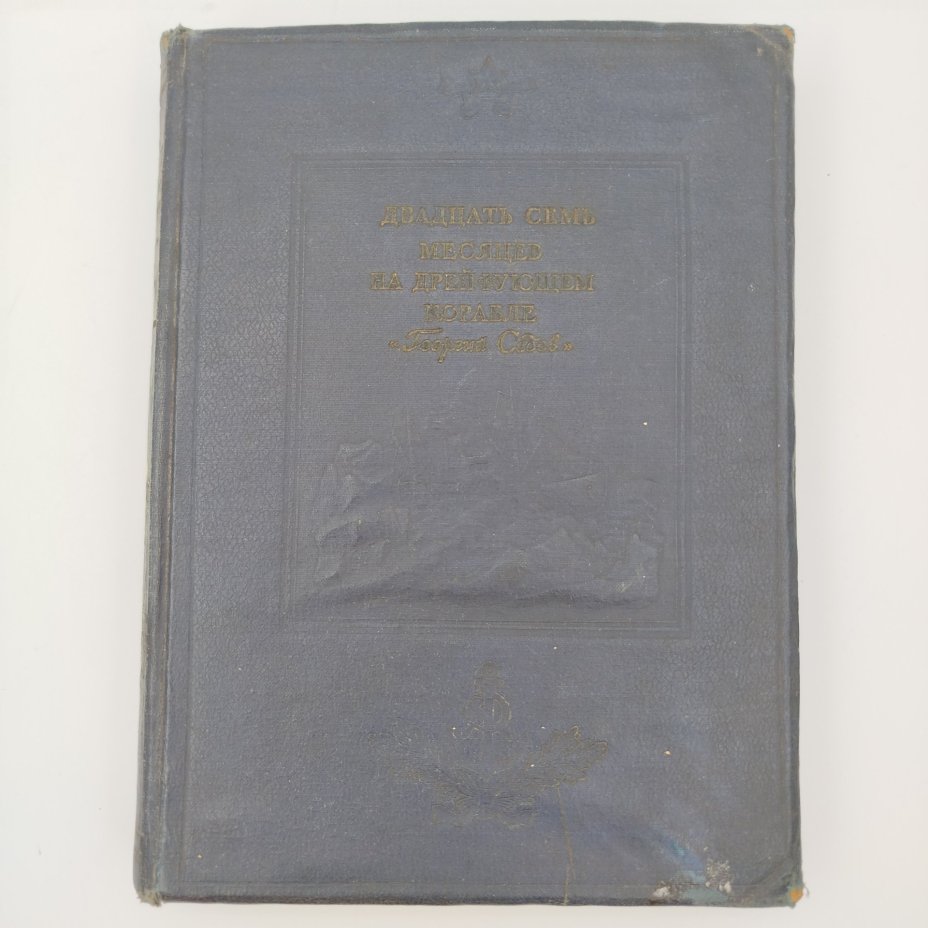 ДВАДЦАТЬ СЕМЬ
МЕСЯЦЕВ
НА ДРЕЙФУЮЩЕМ
КОРАБЛЕ
«Георгий Седов»